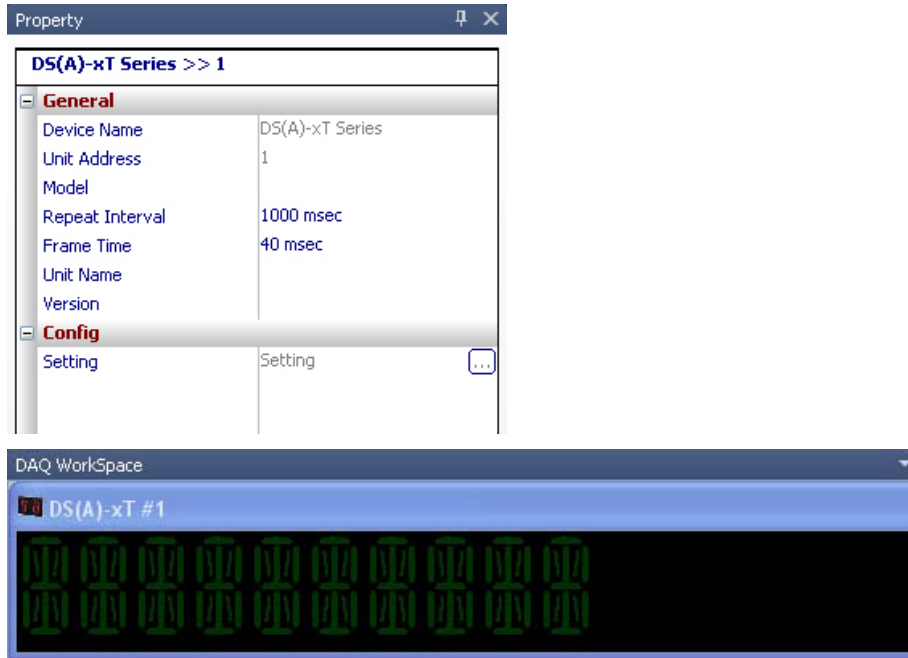 Property
DS(A)-xT Series >> 1
General
Device Name DS(A)-xT Series
Unit Address 1
Model
Repeat Interval 1000 msec
Frame Time 40 msec
Unit Name
Version
Config
Setting Setting ...
DAQ WorkSpace
DS(A)-xT #1